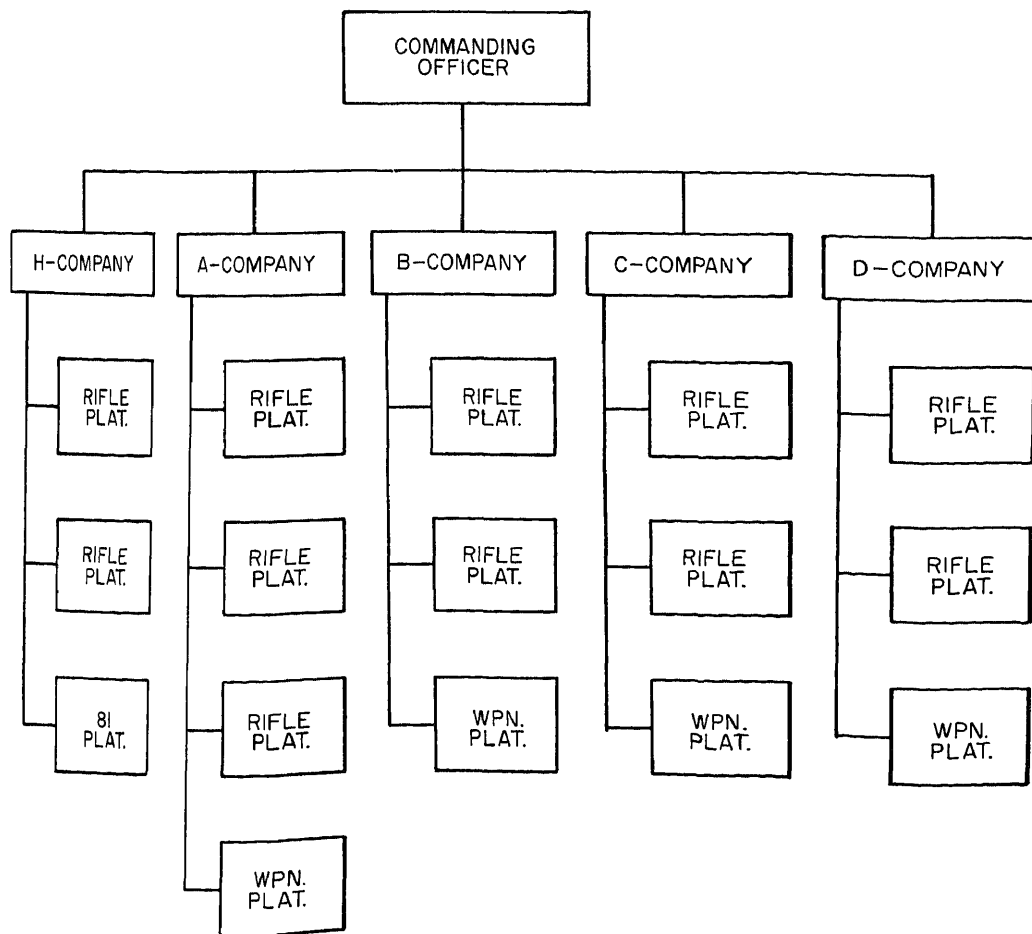 COMMANDING
OFFICER
H-COMPANY
A-COMPANY
B-COMPANY
C-COMPANY
D-COMPANY
RIFLE
PLAT.
RIFLE
PLAT.
81
PLAT.
RIFLE
PLAT.
RIFLE
PLAT.
RIFLE
PLAT.
WPN.
PLAT.
RIFLE
PLAT.
RIFLE
PLAT.
WPN.
PLAT.
RIFLE
PLAT.
RIFLE
PLAT.
WPN.
PLAT.
RIFLE
PLAT.
RIFLE
PLAT.
WPN.
PLAT.